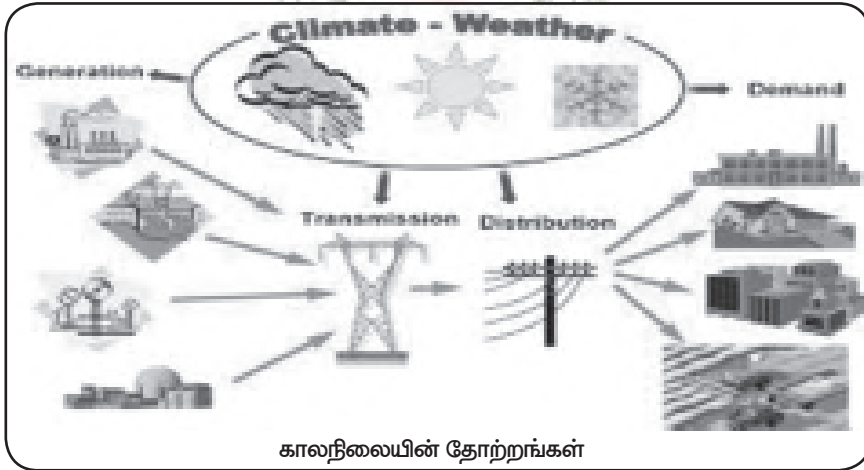 Climate - Weather
Generation
Demand
Transmission
Distribution
காலநிலையின் தோற்றங்கள்